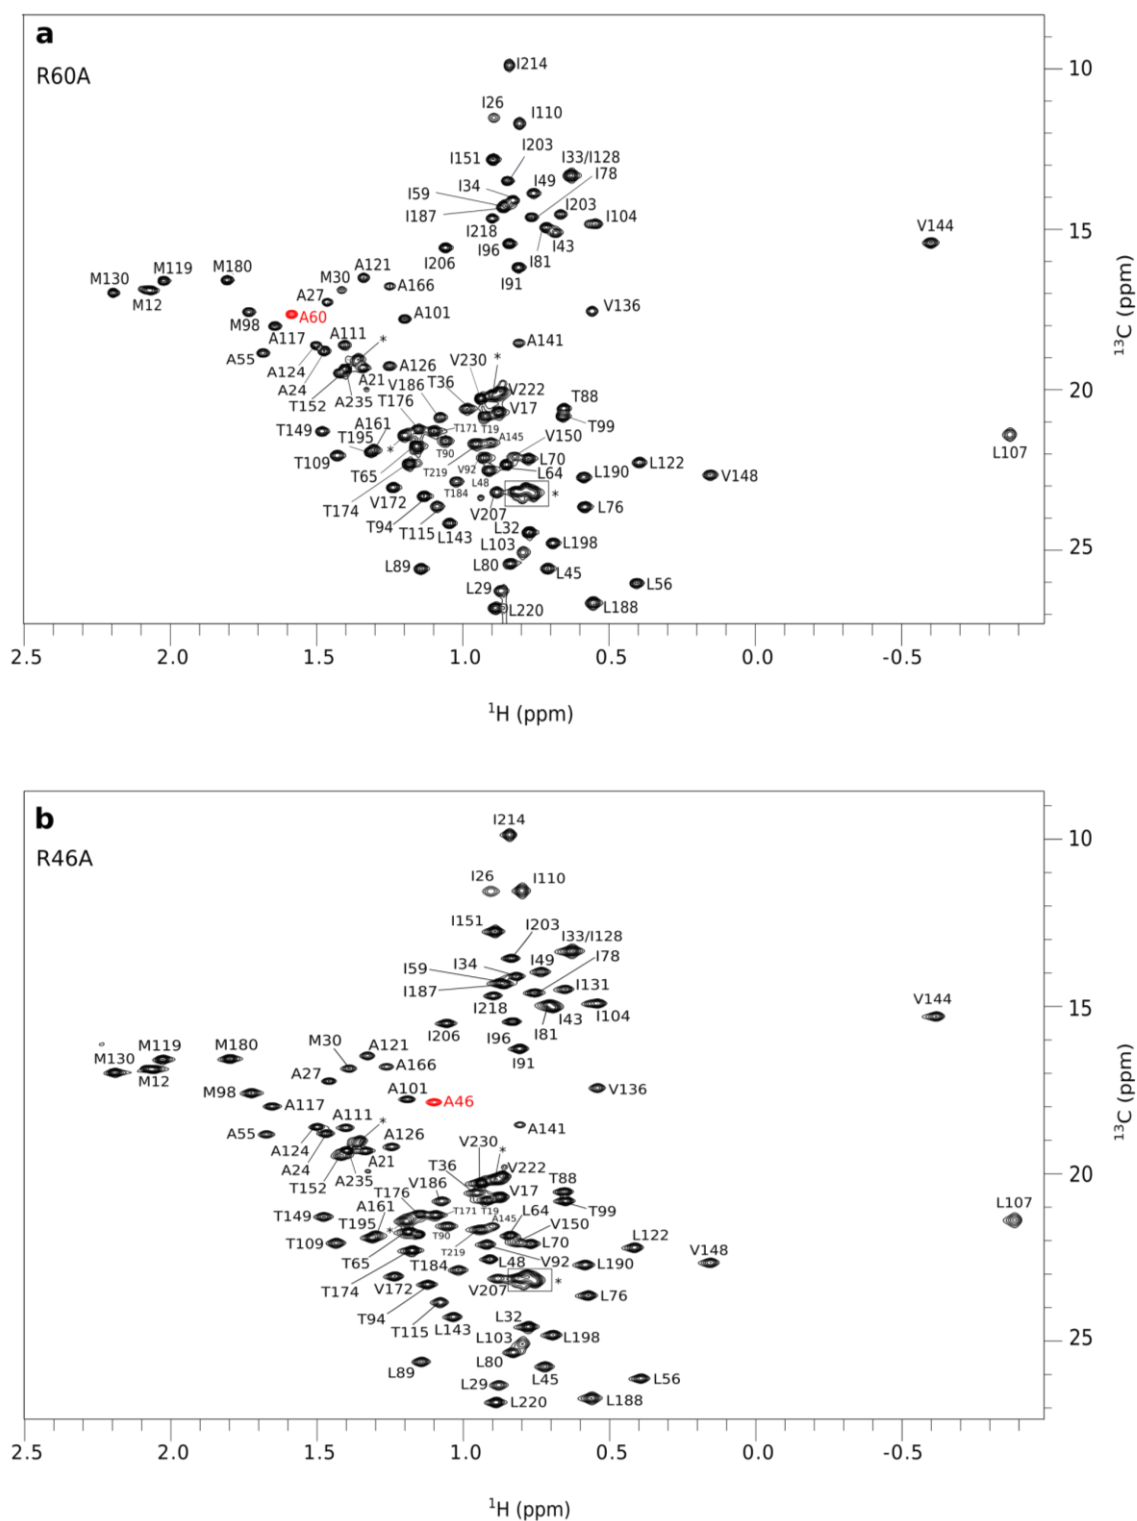 a
R60A
I214
10
I26
I110
I203
I151
I33/I128
I78
I34
I49
I59
I187
I203
I104
I218
I43
I96
I81
15
V144
I206
I91
M130
M119
M180
A121
M30
A166
M12
A27
A60
V136
M98
A101
A117
A111
*
A141
A55
A126
V230
*
A124
A24
A21
V186
T36
V222
20
T152
A235
T176
V17
T88
T149
A161
T171
T19
T99
T195
*
A145
V150
T109
T90
L70
L122
L107
T65
T219
V92
L64
L190
V148
T174
L48
V172
T184
*
L76
T94
V207
T115
L32
L143
L103
L198
25
L89
L80
L45
L56
L29
L220
L188
13C (ppm)
2.5
2.0
1.5
1.0
0.5
0.0
-0.5
1H (ppm)
b
R46A
I214
10
I26
I110
I151
I203
I33/I128
I78
I34
I49
I59
I187
I131
I218
I43
I104
I81
15
V144
I206
I96
I91
M130
M119
M180
M30
A121
A166
M12
A27
V136
M98
A101
A46
A117
A111
*
A141
A55
A126
V230
*
A124
A24
A21
T36
V222
20
T152
A235
V186
T176
V17
T88
T149
A161
T171
T19
L64
T99
L107
T195
A145
V150
*
T90
L70
L122
T109
T65
T219
V148
T184
L48
V92
L190
T174
V172
V207
*
L76
T94
T115
L32
L143
L103
L198
25
L89
L80
L45
L56
L29
L220
L188
13C (ppm)
2.5
2.0
1.5
1.0
0.5
0.0
-0.5
1H (ppm)